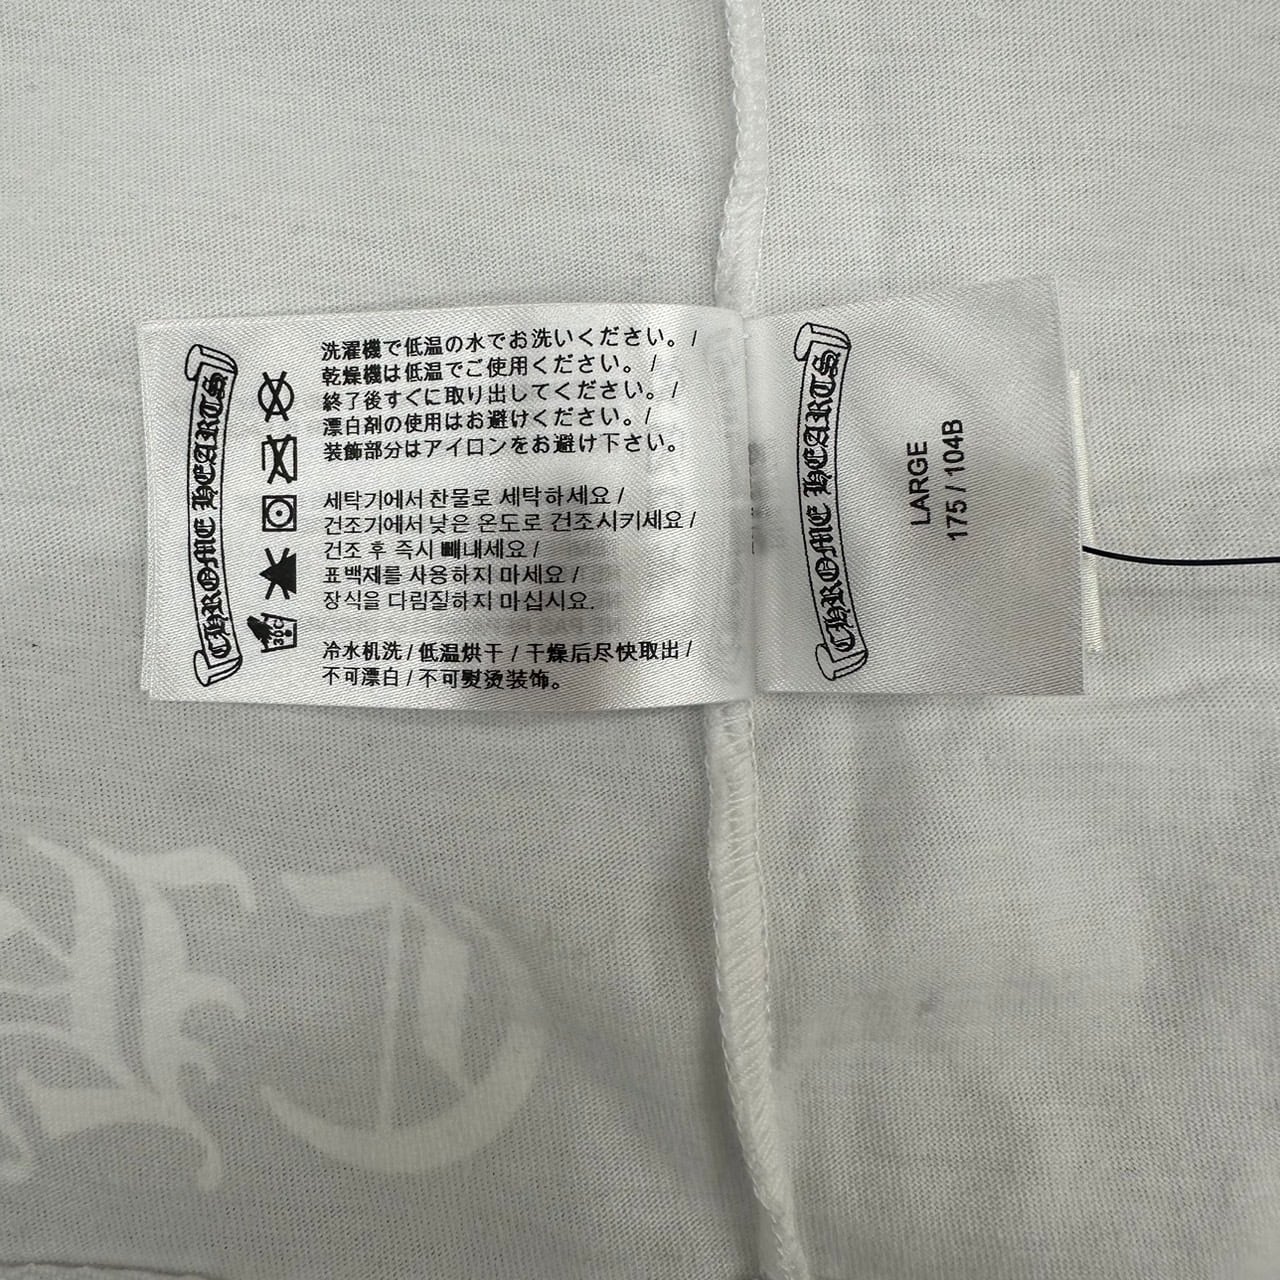 CHROME HEARTS
洗濯機で低温の水でお洗いください。/
乾燥機は低温でご使用ください。/
終了後すぐに取り出してください。/
漂白剤の使用はお避けください。/
装飾部分はアイロンをお避け下さい。
세탁기에서 찬물로 세탁하세요 /
건조기에서 낮은 온도로 건조시키세요 /
건조 후 즉시 빼내세요 /
표백제를 사용하지 마세요 /
장식을 다림질하지 마십시요.
冷水机洗 / 低温烘干 / 干燥后尽快取出 /
不可漂白 / 不可熨烫装饰。
30C
CHROME HEARTS
LARGE
175 / 104B